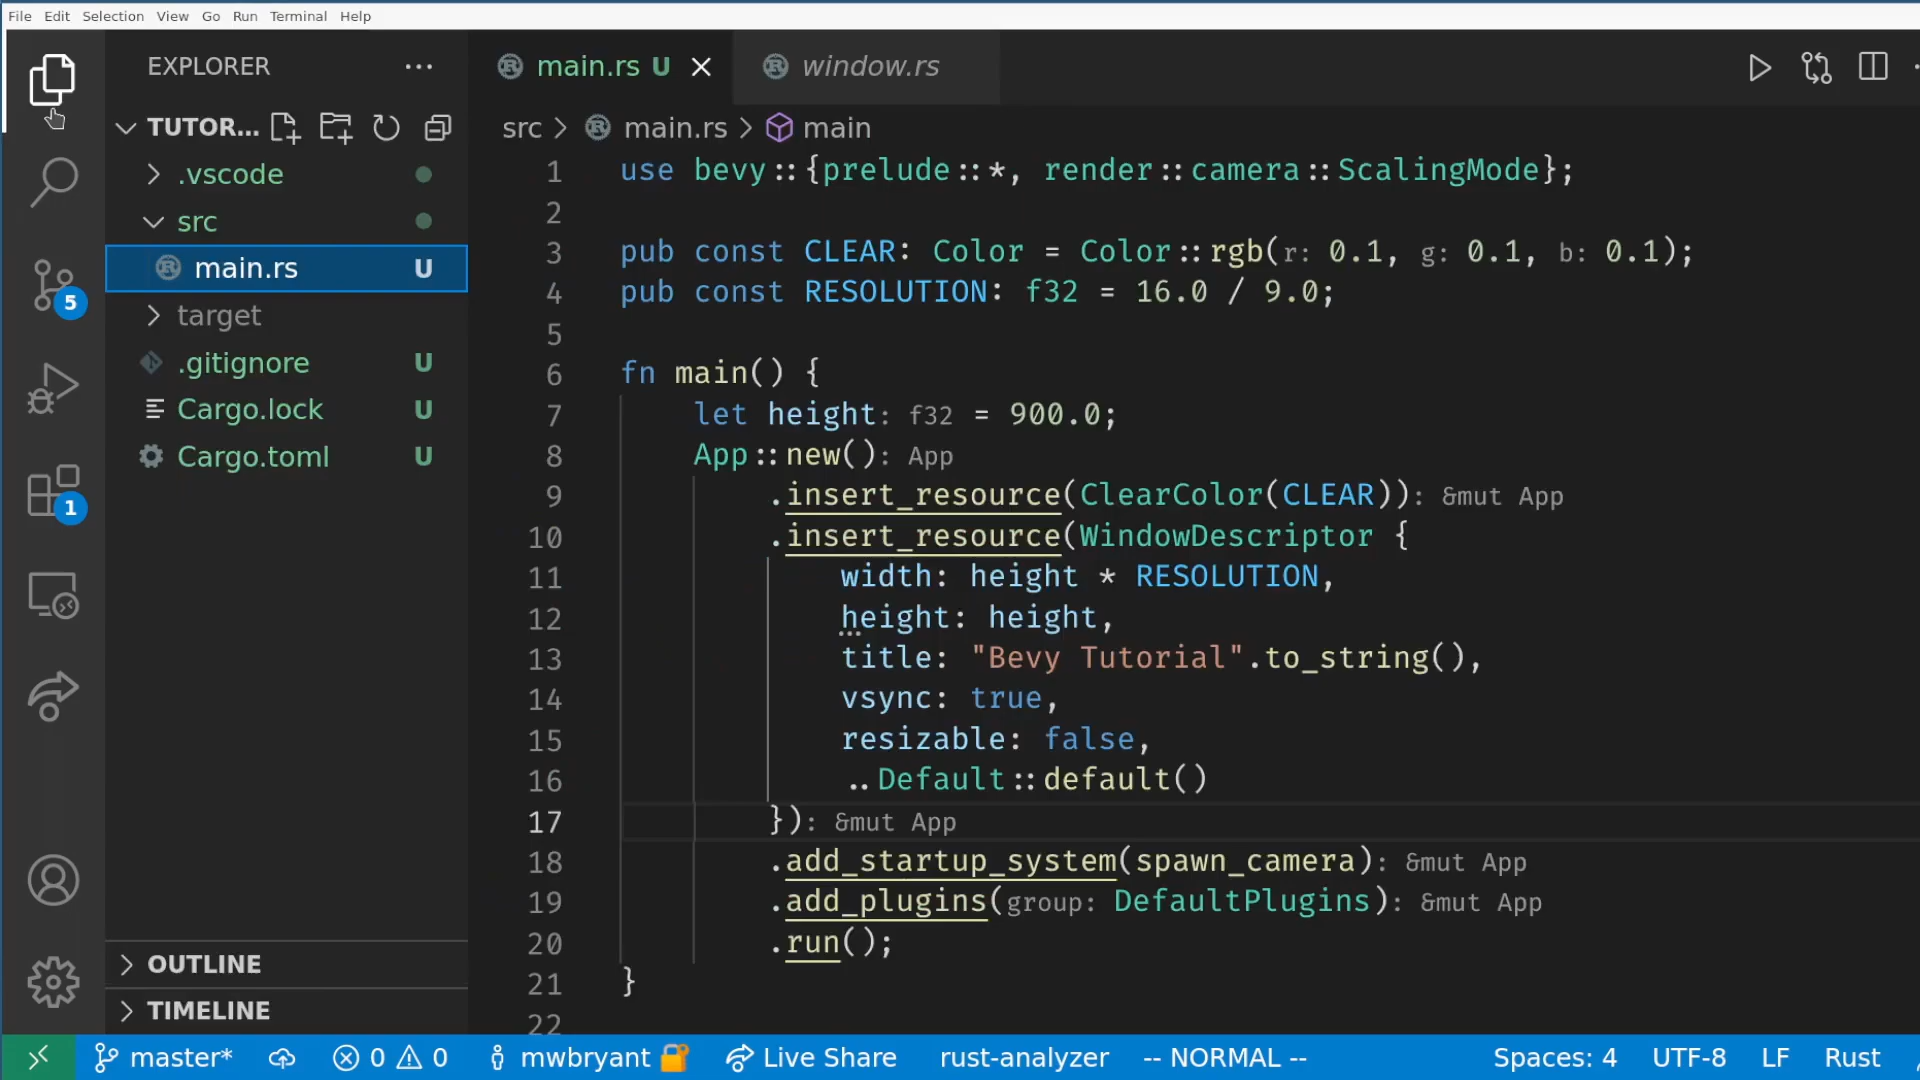 File Edit Selection View Go Run Terminal Help
EXPLORER
TUTOR...
.vscode
src
main.rs U
target
.gitignore U
Cargo.lock U
Cargo.toml U
OUTLINE
TIMELINE
5
1
main.rs U
window.rs
src > main.rs > main
1 use bevy::{prelude::*, render::camera::ScalingMode};
2
3 pub const CLEAR: Color = Color::rgb(r: 0.1, g: 0.1, b: 0.1);
4 pub const RESOLUTION: f32 = 16.0 / 9.0;
5
6 fn main() {
7 let height: f32 = 900.0;
8 App::new(): App
9 .insert_resource(ClearColor(CLEAR)): &mut App
10 .insert_resource(WindowDescriptor {
11 width: height * RESOLUTION,
12 height: height,
13 title: "Bevy Tutorial".to_string(),
14 vsync: true,
15 resizable: false,
16 ..Default::default()
17 }): &mut App
18 .add_startup_system(spawn_camera): &mut App
19 .add_plugins(group: DefaultPlugins): &mut App
20 .run();
21 }
22
master* 0 0 mwbryant Live Share rust-analyzer -- NORMAL -- Spaces: 4 UTF-8 LF Rust